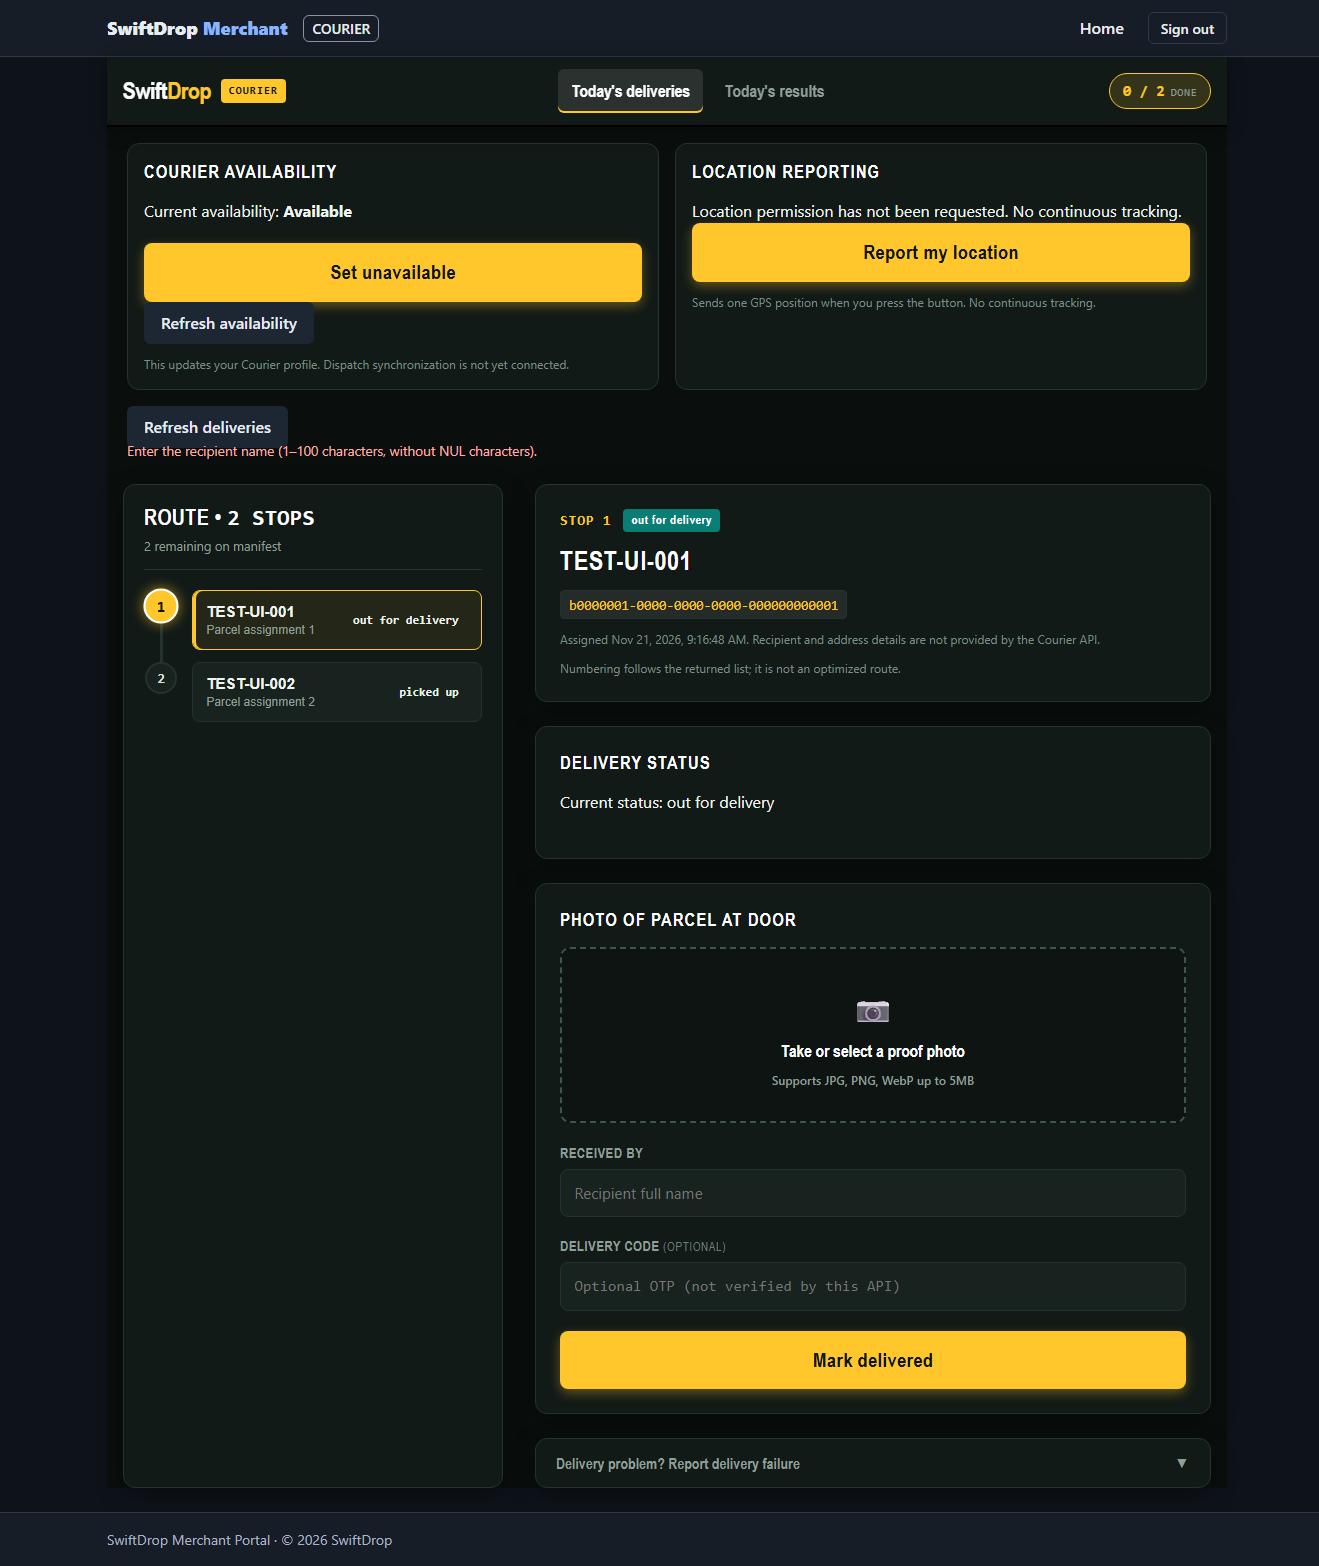 SwiftDrop Merchant COURIER Home Sign out
SwiftDrop COURIER Today's deliveries Today's results 0 / 2 DONE
COURIER AVAILABILITY
Current availability: Available
Set unavailable
Refresh availability
This updates your Courier profile. Dispatch synchronization is not yet connected.
LOCATION REPORTING
Location permission has not been requested. No continuous tracking.
Report my location
Sends one GPS position when you press the button. No continuous tracking.
Refresh deliveries
Enter the recipient name (1–100 characters, without NUL characters).
ROUTE • 2 STOPS
2 remaining on manifest
1 TEST-UI-001 out for delivery
Parcel assignment 1
2 TEST-UI-002 picked up
Parcel assignment 2
STOP 1 out for delivery
TEST-UI-001
b0000001-0000-0000-0000-000000000001
Assigned Nov 21, 2026, 9:16:48 AM. Recipient and address details are not provided by the Courier API.
Numbering follows the returned list; it is not an optimized route.
DELIVERY STATUS
Current status: out for delivery
PHOTO OF PARCEL AT DOOR
Take or select a proof photo
Supports JPG, PNG, WebP up to 5MB
RECEIVED BY
Recipient full name
DELIVERY CODE (OPTIONAL)
Optional OTP (not verified by this API)
Mark delivered
Delivery problem? Report delivery failure ▼
SwiftDrop Merchant Portal · © 2026 SwiftDrop